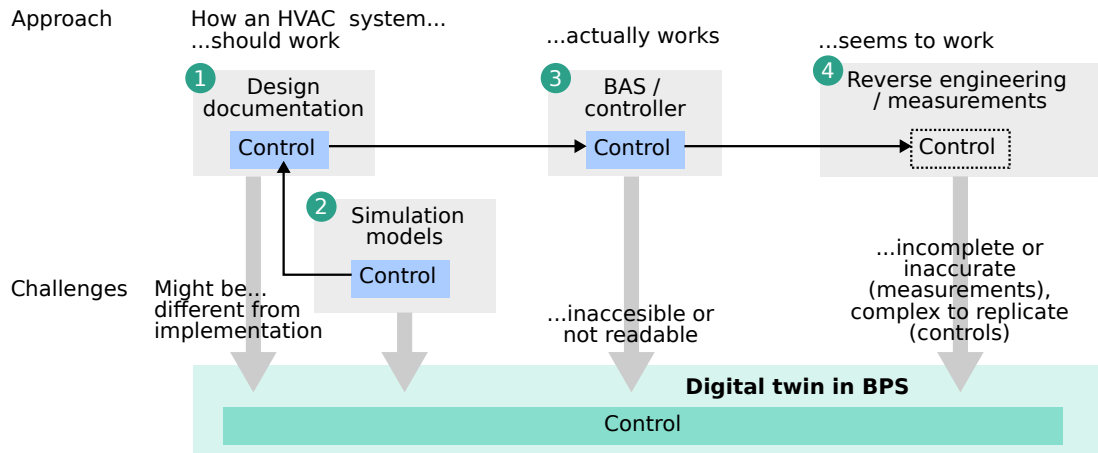 Approach
How an HVAC system...
...should work
...actually works
...seems to work
1
Design
documentation
Control
3
BAS /
controller
Control
4
Reverse engineering
/ measurements
Control
2
Simulation
models
Control
Challenges
Might be...
different from
implementation
...inaccesible or
not readable
...incomplete or
inaccurate
(measurements),
complex to replicate
(controls)
Digital twin in BPS
Control